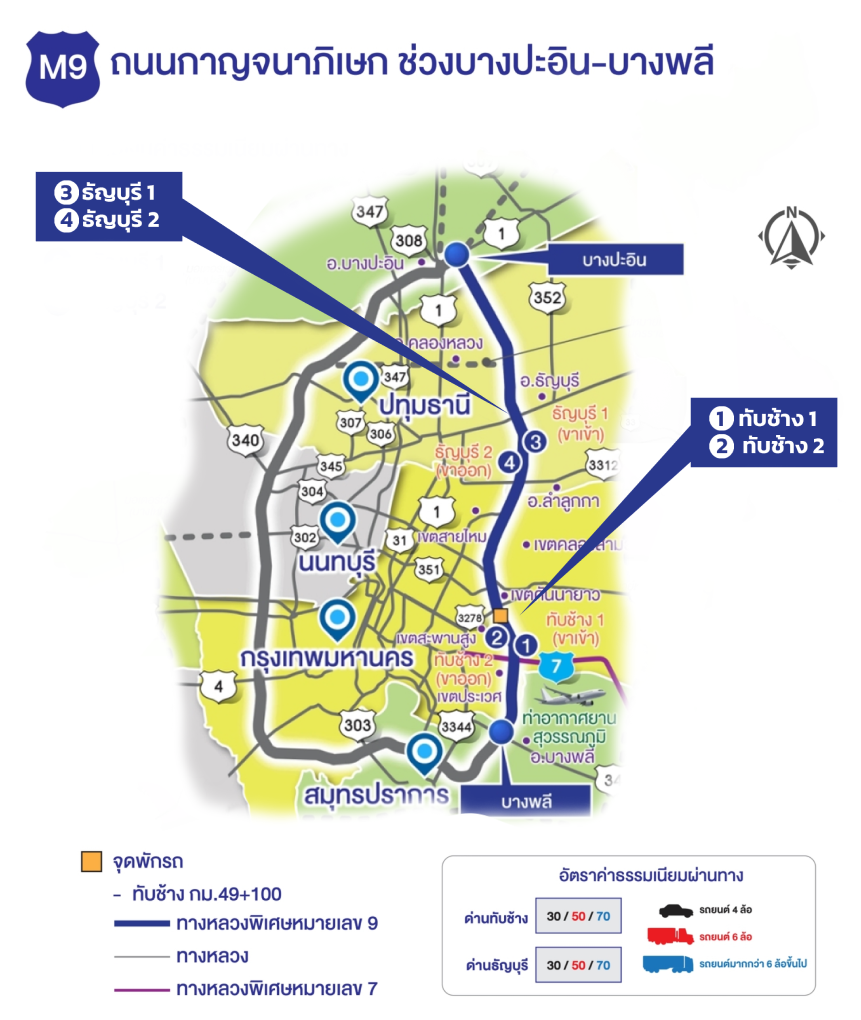 M9 ถนนกาญจนาภิเษก ช่วงบางปะอิน-บางพลี
3 ธัญบุรี 1
4 ธัญบุรี 2
N
347
308
1
อ.บางปะอิน
บางปะอิน
352
1
อ.คลองหลวง
347
อ.ธัญบุรี
ปทุมธานี
ธัญบุรี 1
(ขาเข้า)
1 ทับช้าง 1
2 ทับช้าง 2
307
306
340
3
ธัญบุรี 2
(ขาออก)
4
345
3312
304
อ.ลำลูกกา
1
302
31
เขตสายไหม
เขตคลองสาม
นนทบุรี
351
เขตคันนายาว
3278
ทับช้าง 1
(ขาเข้า)
เขตสะพานสูง
2
1
กรุงเทพมหานคร
ทับช้าง 2
(ขาออก)
7
4
เขตประเวศ
303
3344
ท่าอากาศยาน
สุวรรณภูมิ
อ.บางพลี
34
สมุทรปราการ
บางพลี
จุดพักรถ
- ทับช้าง กม.49+100
ทางหลวงพิเศษหมายเลข 9
ทางหลวง
ทางหลวงพิเศษหมายเลข 7
อัตราค่าธรรมเนียมผ่านทาง
ด่านทับช้าง 30 / 50 / 70
ด่านธัญบุรี 30 / 50 / 70
รถยนต์ 4 ล้อ
รถยนต์ 6 ล้อ
รถยนต์มากกว่า 6 ล้อขึ้นไป